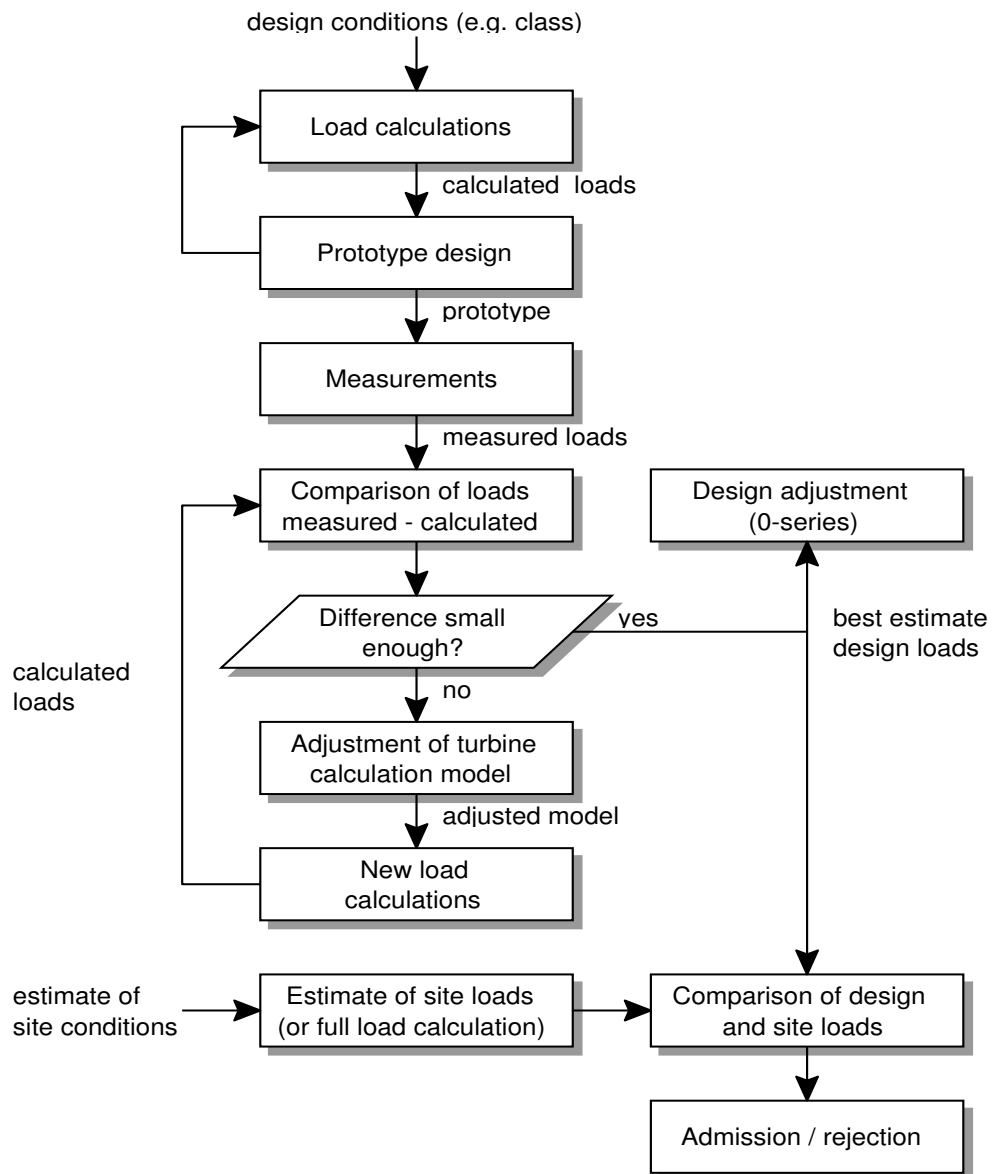 design conditions (e.g. class)
Load calculations
calculated loads
Prototype design
prototype
Measurements
measured loads
Comparison of loads
measured - calculated
Design adjustment
(0-series)
Difference small
enough?
yes
best estimate
design loads
calculated
loads
no
Adjustment of turbine
calculation model
adjusted model
New load
calculations
estimate of
site conditions
Estimate of site loads
(or full load calculation)
Comparison of design
and site loads
Admission / rejection